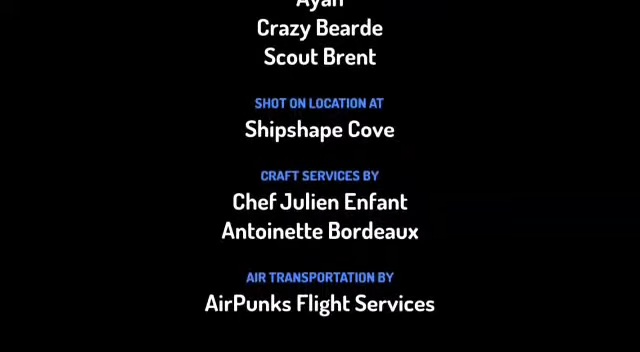 Ayan
Crazy Bearde
Scout Brent
SHOT ON LOCATION AT
Shipshape Cove
CRAFT SERVICES BY
Chef Julien Enfant
Antoinette Bordeaux
AIR TRANSPORTATION BY
AirPunks Flight Services